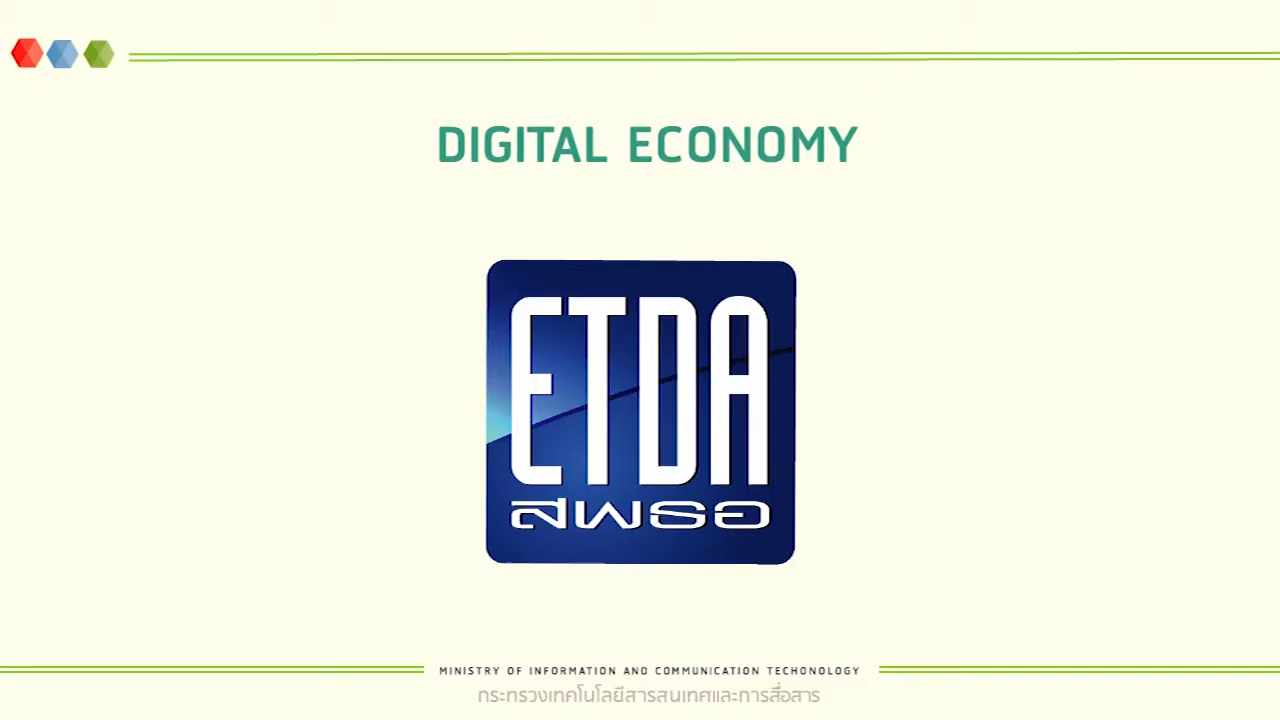 DIGITAL ECONOMY
ETDA
สพธอ
MINISTRY OF INFORMATION AND COMMUNICATION TECHONOLOGY
กระทรวงเทคโนโลยีสารสนเทศและการสื่อสาร